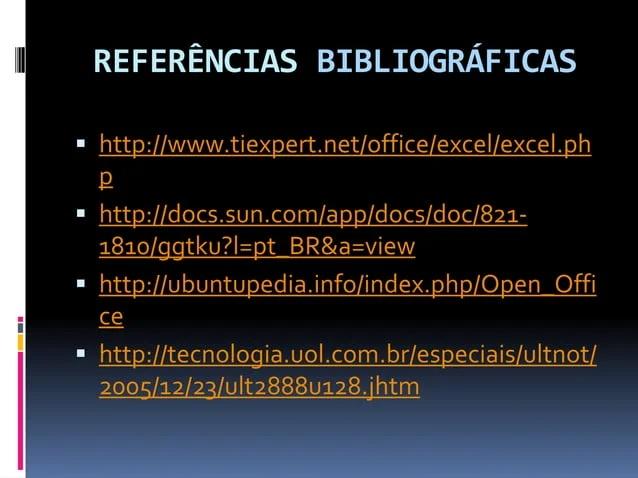 REFERÊNCIAS BIBLIOGRÁFICAS
http://www.tiexpert.net/office/excel/excel.ph
p
http://docs.sun.com/app/docs/doc/821-
1810/ggtku?l=pt_BR&a=view
http://ubuntupedia.info/index.php/Open_Offi
ce
http://tecnologia.uol.com.br/especiais/ultnot/
2005/12/23/ult2888u128.jhtm